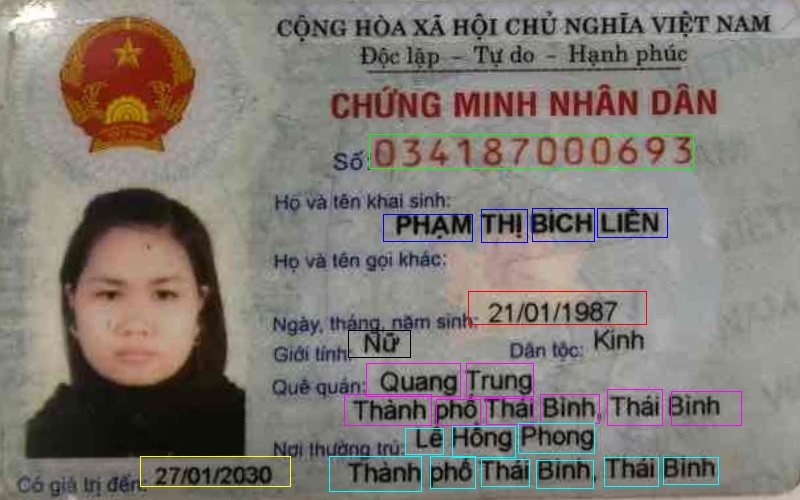 CỘNG HÒA XÃ HỘI CHỦ NGHĨA VIỆT NAM
Độc lập - Tự do - Hạnh phúc
CHỨNG MINH NHÂN DÂN
Số: 034187000693
Họ và tên khai sinh:
PHẠM THỊ BÍCH LIÊN
Họ và tên gọi khác:
Ngày, tháng, năm sinh: 21/01/1987
Giới tính: Nữ Dân tộc: Kinh
Quê quán: Quang Trung
Thành phố Thái Bình, Thái Bình
Nơi thường trú: Lê Hồng Phong
Có giá trị đến: 27/01/2030 Thành phố Thái Bình, Thái Bình